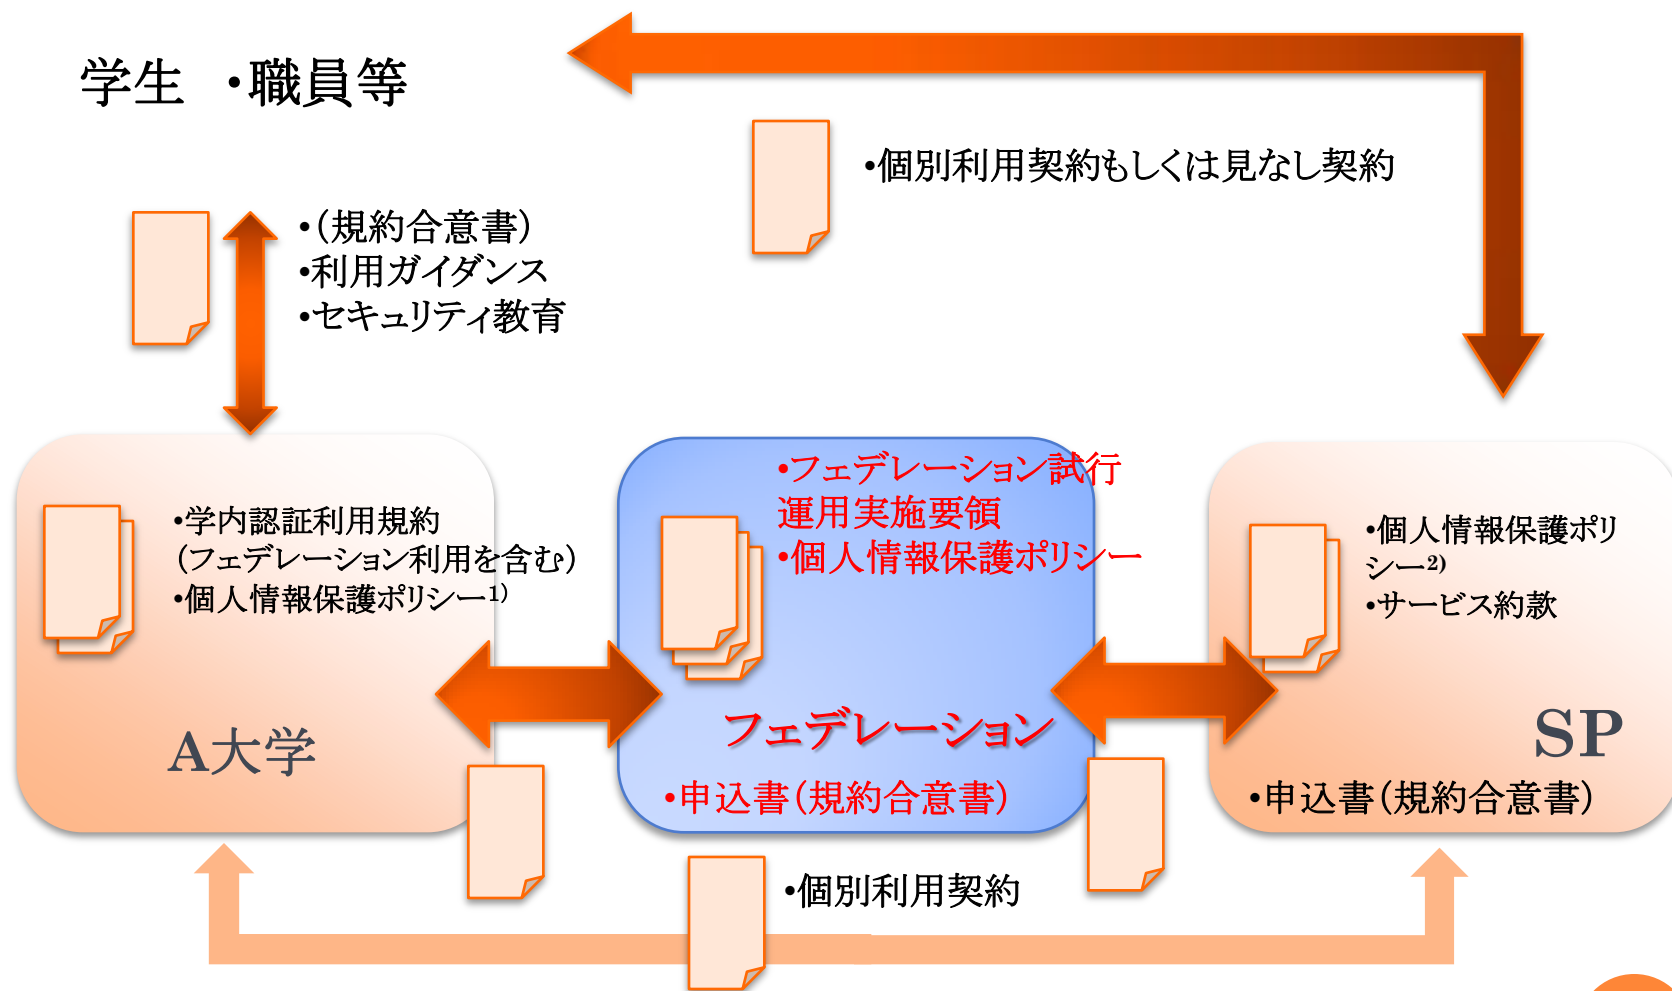 学生 ・職員等
•個別利用契約もしくは見なし契約
•（規約合意書）
•利用ガイダンス
•セキュリティ教育
•学内認証利用規約
（フェデレーション利用を含む）
•個人情報保護ポリシー1)
A大学
•フェデレーション試行
運用実施要領
•個人情報保護ポリシー
フェデレーション
•申込書（規約合意書）
•個人情報保護ポリ
シー2)
•サービス約款
SP
•申込書（規約合意書）
•個別利用契約